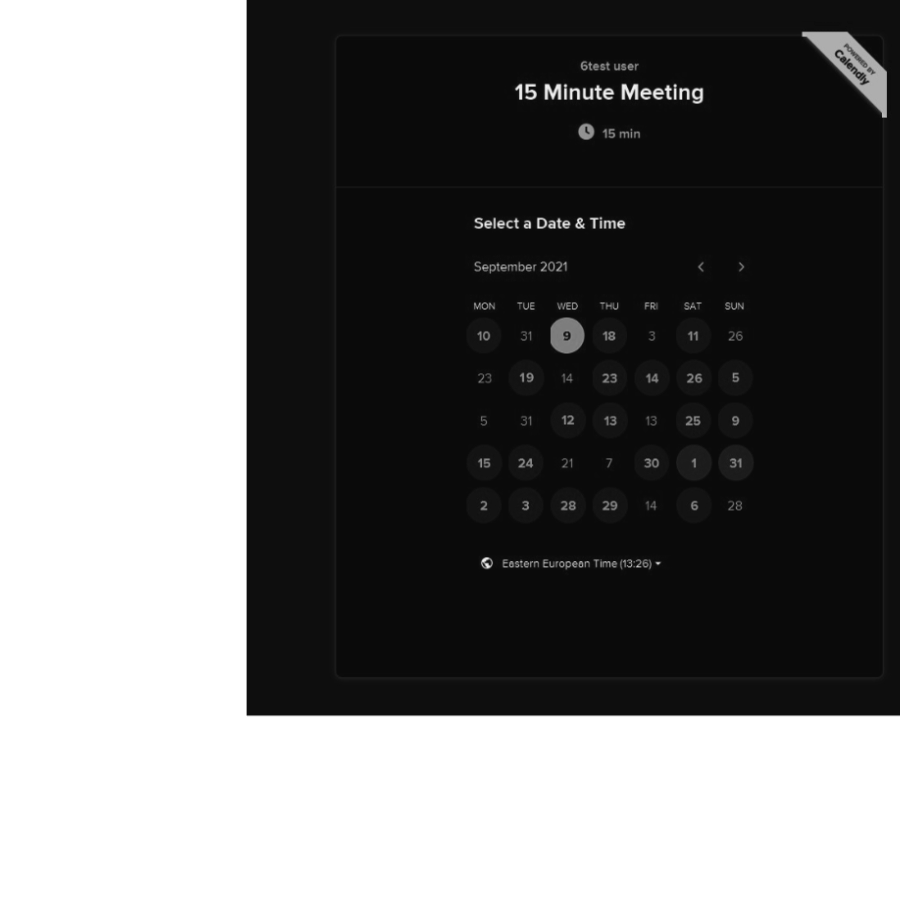 POWERED BY
Calendly
6test user
15 Minute Meeting
15 min
Select a Date & Time
September 2021
MON TUE WED THU FRI SAT SUN
10 31 9 18 3 11 26
23 19 14 23 14 26 5
5 31 12 13 13 25 9
15 24 21 7 30 1 31
2 3 28 29 14 6 28
Eastern European Time (13:26)